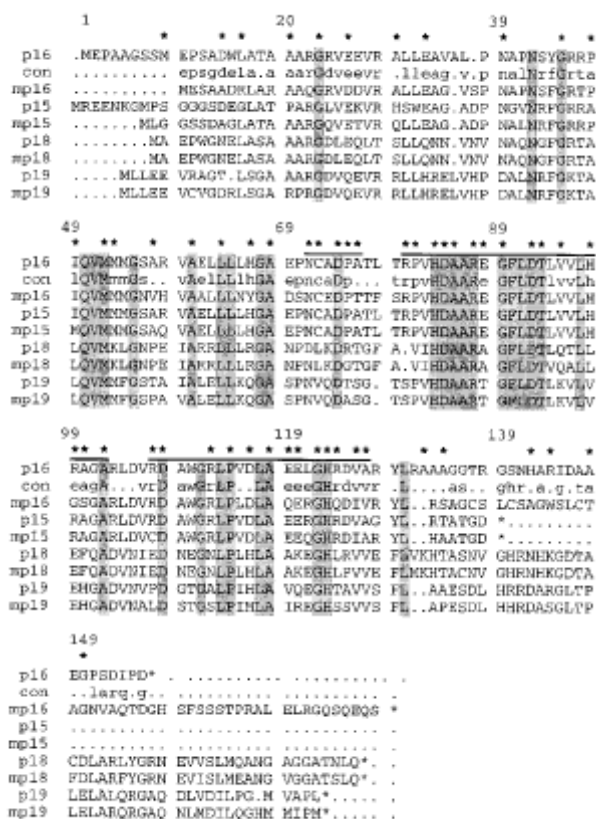 1 20 39
p16 .MEPAAGSSM EPSADWLATA AARGRVEEVR ALLEAVALP.NAPNSYGRRP
con .......... epsgdela.a aarGdveevr .lleag.v.p nalnrfGrta
mp16 .......... MESAADRLAR AAAQGRVDDVR ALLEAG.VSP NAPNSFGRTP
p15 MREENKGMPS GGGSDEGLATPARGLVEKVR HSWEAG.ADP NGVNRFGRRA
mp15 ......MLG GSSDAGLATA AARGQVETVR QLLEAG.ADP NALNRFGRRP
p18 ........MA EPWGNELASA AARGDLEQLT SLLQNN.VNV NAQNGFGRTA
mp18 ........MA EPWGNELASA AARGDLEQLT SLLQNN.VNV NAQNGFGRTA
p19 .....MLLEE VRAGT.LSGA AARGDVQEVR RLLHRELVHP DALNRFGKTA
mp19 .....MLLEE VCVGDRLSGA RPRGDVQEVR RLLHRELVHP DALNRFGKTA
49 69 89
p16 IQVMMMGSAR VAELLLLHGA EPNCADPATL TRPVHDAARE GFLDTLVVLH
con lQVMmmGs.. vAelLLlhGa epncaDp... trpvHDAARe GFLDTlvvLh
mp16 IQVMMMGNVH VAALLLNYGA DSNCEDPTTF SRPVHDAARE GFLDTLVVLH
p15 IQVMMMGSAR VAELLLLHGA EPNCADPATL TRPVHDAARE GFLDTLVVLH
mp15 MQVMMMGSAQ VAELLLLHGA EPNCADPATL TRPVHDAARE GFLDTLVVLH
p18 LQVMKLGNPE IARRLLLRGA NPDLKDRTGF A.VIHDAARA GFLDTLQTLL
mp18 LQVMKLGNPE IARRLLLRGA NPNLKDGTGF A.VIHDAARA GFLDTVQALL
p19 LQVMMFGSTA IALELLKQGA SPNVQDTSG. TSPVHDAART GFLDTLKVLV
mp19 LQVMMFGSPA VALELLKQGA SPNVQDASG. TSPVHDAART GFLDTLKVLV
99 119 139
p16 RAGARLDVRD AWGRLPVDLA EELGHRDVAR YLRAAAGGTR GSNHARIDAA
con eagA...vrD awGrLP..LA eeeGHrdvvr .L....as.. ghr.a.g.ta
mp16 GSGARLDVRD AWGRLPLDLA QERGHQDIVR YL..RSAGCS LCSAGWSLCT
p15 RAGARLDVRD AWGRLPVDLA EERGHRDVAG YL..RTATGD *.........
mp15 RAGARLDVCD AWGRLPVDLA EEQGHRDIAR YL..HAATGD *.........
p18 EFQADVNIED NEGNLPLHLA AKEGHLRVVE FLVKHTASNV GHRNHKGDTA
mp18 EFQADVNIED NEGNLPLHLA AKEGHLPVVE FLMKHTACNV GHRNHKGDTA
p19 EHGADVNVPD GTGALPIHLA VQEGHTAVVS FL..AAESDL HRRDARGLTP
mp19 EHGADVNALD STGSLPIHLA IREGHSSVVS FL..APESDL HHRDASGLTP
149
p16 EGPSDIPD* . . . . . . . . . .
con ..larq.g.. . . . . . . . . . .
mp16 AGNVAQTDGH SFSSSTPRAL ELRGQSQEQS *
p15 . . . . . . . . . .
mp15 . . . . . . . . . .
p18 CDLARLYGRN EVVSLMQANG AGGATNLQ*. .
mp18 FDLARFYGRN EVISLMEANG VGGATSLQ*. .
p19 LELALQRGAQ DLVDILPG.M VAPL*.....
mp19 LELARQRGAQ NLMDILQGHM MIPM*.....